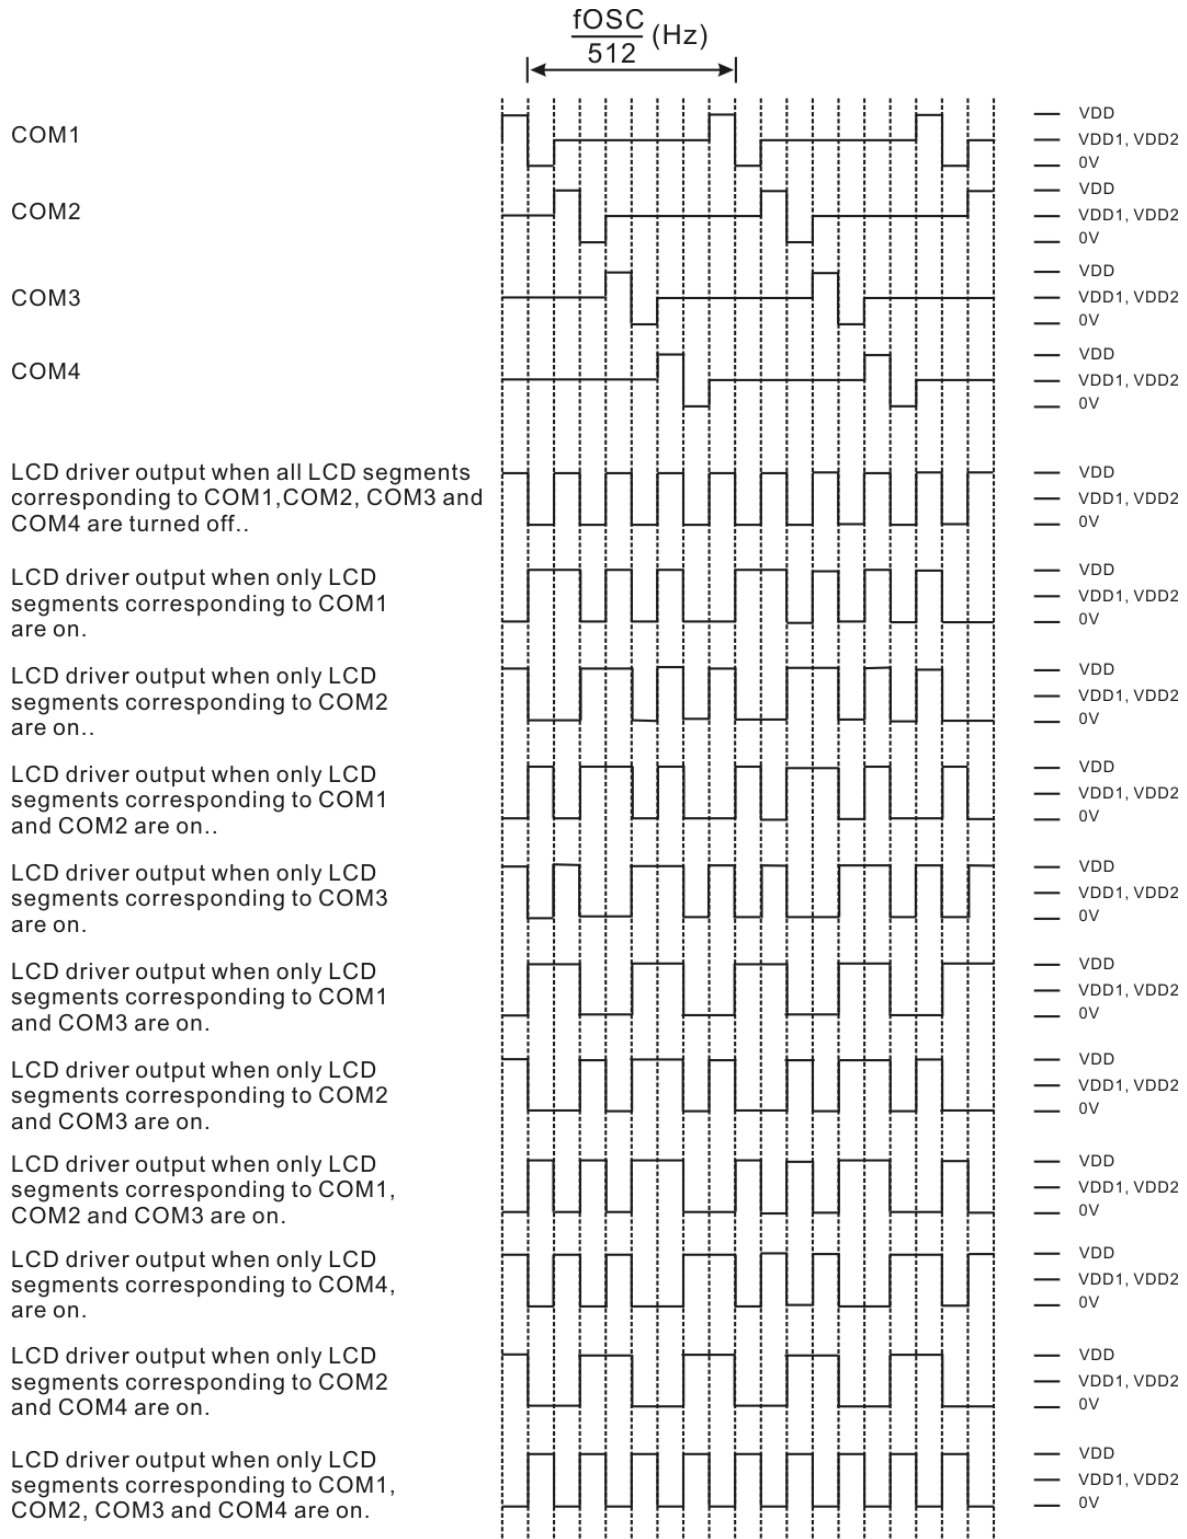 fOSC
512
(Hz)
COM1
VDD
VDD1, VDD2
0V
COM2
VDD
VDD1, VDD2
0V
COM3
VDD
VDD1, VDD2
0V
COM4
VDD
VDD1, VDD2
0V
LCD driver output when all LCD segments
corresponding to COM1,COM2, COM3 and
COM4 are turned off..
VDD
VDD1, VDD2
0V
LCD driver output when only LCD
segments corresponding to COM1
are on.
VDD
VDD1, VDD2
0V
LCD driver output when only LCD
segments corresponding to COM2
are on..
VDD
VDD1, VDD2
0V
LCD driver output when only LCD
segments corresponding to COM1
and COM2 are on..
VDD
VDD1, VDD2
0V
LCD driver output when only LCD
segments corresponding to COM3
are on.
VDD
VDD1, VDD2
0V
LCD driver output when only LCD
segments corresponding to COM1
and COM3 are on.
VDD
VDD1, VDD2
0V
LCD driver output when only LCD
segments corresponding to COM2
and COM3 are on.
VDD
VDD1, VDD2
0V
LCD driver output when only LCD
segments corresponding to COM1,
COM2 and COM3 are on.
VDD
VDD1, VDD2
0V
LCD driver output when only LCD
segments corresponding to COM4,
are on.
VDD
VDD1, VDD2
0V
LCD driver output when only LCD
segments corresponding to COM2
and COM4 are on.
VDD
VDD1, VDD2
0V
LCD driver output when only LCD
segments corresponding to COM1,
COM2, COM3 and COM4 are on.
VDD
VDD1, VDD2
0V